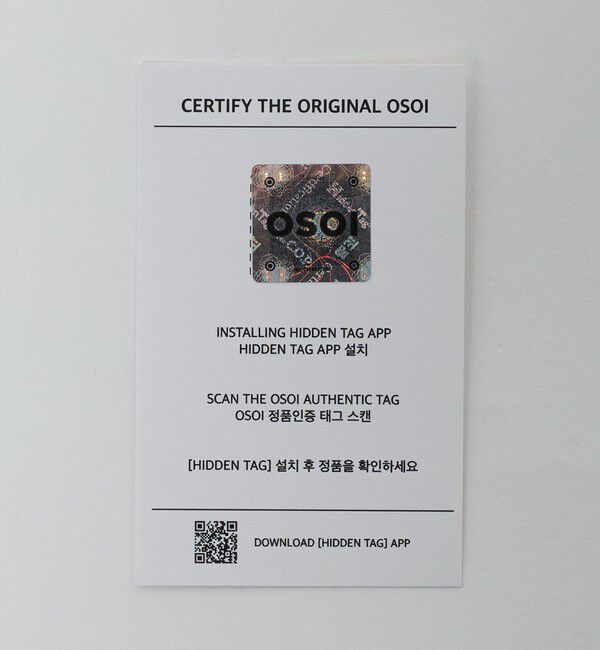 CERTIFY THE ORIGINAL OSOI
OSOI
INSTALLING HIDDEN TAG APP
HIDDEN TAG APP 설치
SCAN THE OSOI AUTHENTIC TAG
OSOI 정품인증 태그 스캔
[HIDDEN TAG] 설치 후 정품을 확인하세요
DOWNLOAD [HIDDEN TAG] APP